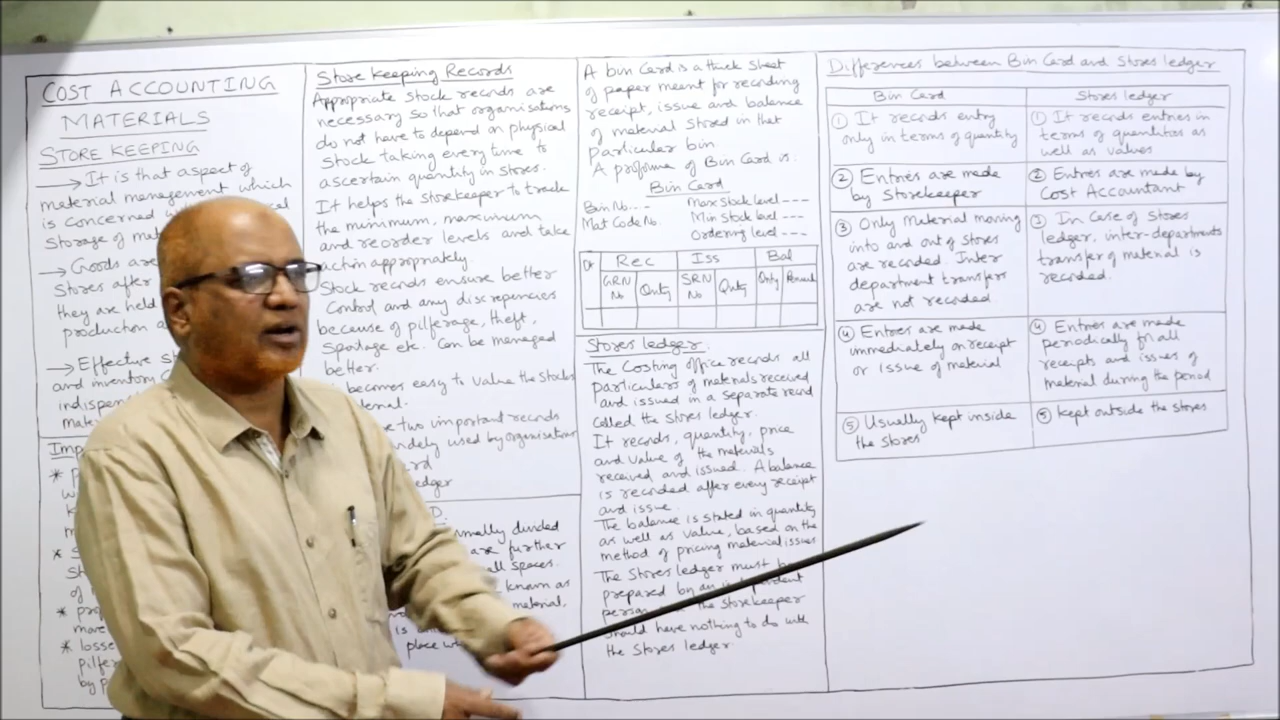 COST ACCOUNTING
MATERIALS
STORE KEEPING
→ It is that aspect of
material management which
is concerned
storage of
→ Goods are
stores after
they are held
production
→ Effective
and inventory
Store keeping Records
Appropriate stock records are
necessary so that organisations
do not have to depend on physical
stock taking every time to
ascertain quantity in stores.
It helps the storekeeper to track
the minimum, maximum
and reorder levels and take
action appropriately.
Stock records ensure better
Control and any discrepencies
because of pilferage, theft,
Spoilage etc. Can be managed
better.
becomes easy to value the stocks
two important records
used by organisations
mally divided
are further
all spaces.
known as
material,
is
place
*
*
*
* losse
by
A bin Card is a thick sheet
of paper meant for recording
receipt, issue and balance
of material stored in that
particular bin
A proforma of Bin Card is:
Bin Card
Bin No. --- Max stock level ---
Mat Code No. Min Stock level ---
Ordering level ---
Rec Iss Bal
GRN No Qnty SRN No Qnty Qnty Remark
Stores ledger:
The Costing office records all
particulars of materials received
and issued in a separate record
called the stores ledger.
It records, quantity, price
and value of the materials
received and issued. A balance
is recorded after every receipt
and issue.
The balance is stated in quantity
as well as value, based on the
method of pricing material issues
The Stores ledger must
prepared by an
the storekeeper
should have nothing to do with
the Stores ledger.
Differences between Bin Card and Stores ledger
Bin Card
① It records entry
only in terms of quantity
② Entries are made
by Storekeeper
③ Only Material moving
into and out of stores
are recorded. Inter
department transfers
are not recorded.
④ Entries are made
immediately on receipt
or issue of material
⑤ Usually kept inside
the stores
Stores ledger
① It records entries in
terms of quantities as
well as values
② Entries are made by
Cost Accountant
③ In Case of Stores
ledger, inter-departments
transfer of material is
recorded.
④ Entries are made
periodically for all
receipts and issues of
material during the period
⑤ kept outside the stores